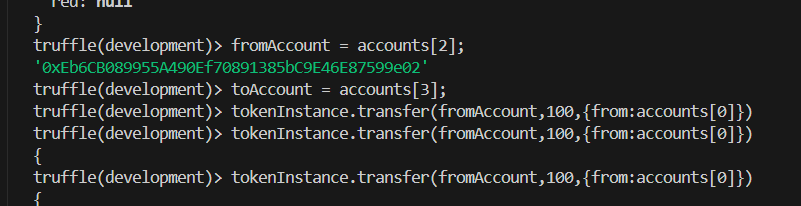 red: null
}
truffle(development)> fromAccount = accounts[2];
'0xEb6CB089955A490Ef70891385bC9E46E87599e02'
truffle(development)> toAccount = accounts[3];
truffle(development)> tokenInstance.transfer(fromAccount,100,{from:accounts[0]})
truffle(development)> tokenInstance.transfer(fromAccount,100,{from:accounts[0]})
{
truffle(development)> tokenInstance.transfer(fromAccount,100,{from:accounts[0]})
{